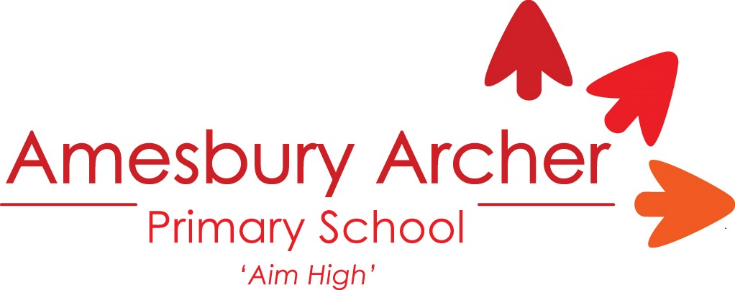 Amesbury Archer
Primary School
‘Aim High’